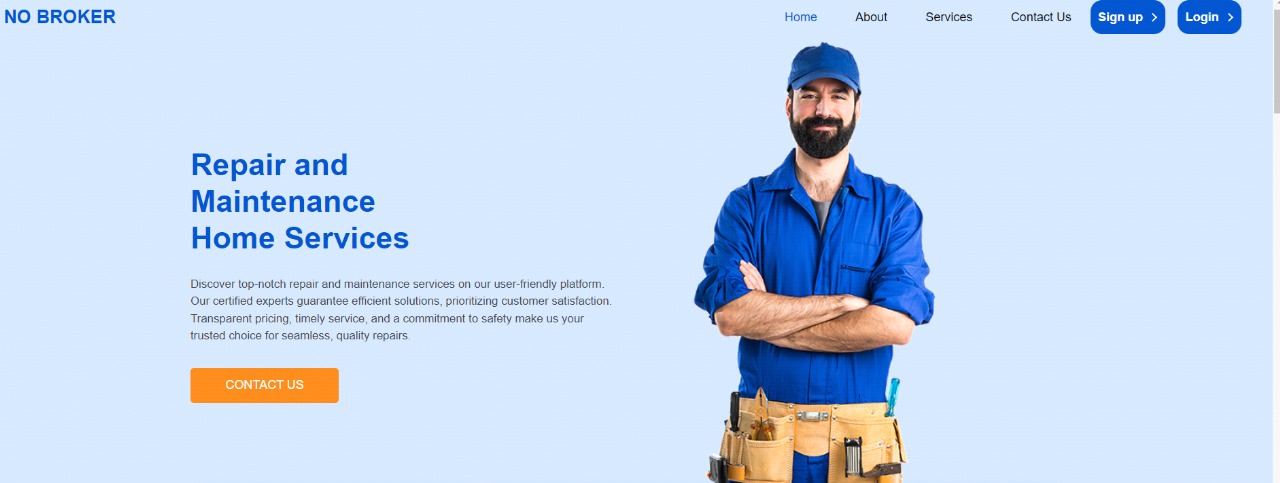 NO BROKER
Home
About
Services
Contact Us
Sign up
Login
Repair and
Maintenance
Home Services
Discover top-notch repair and maintenance services on our user-friendly platform.
Our certified experts guarantee efficient solutions, prioritizing customer satisfaction.
Transparent pricing, timely service, and a commitment to safety make us your
trusted choice for seamless, quality repairs.
CONTACT US